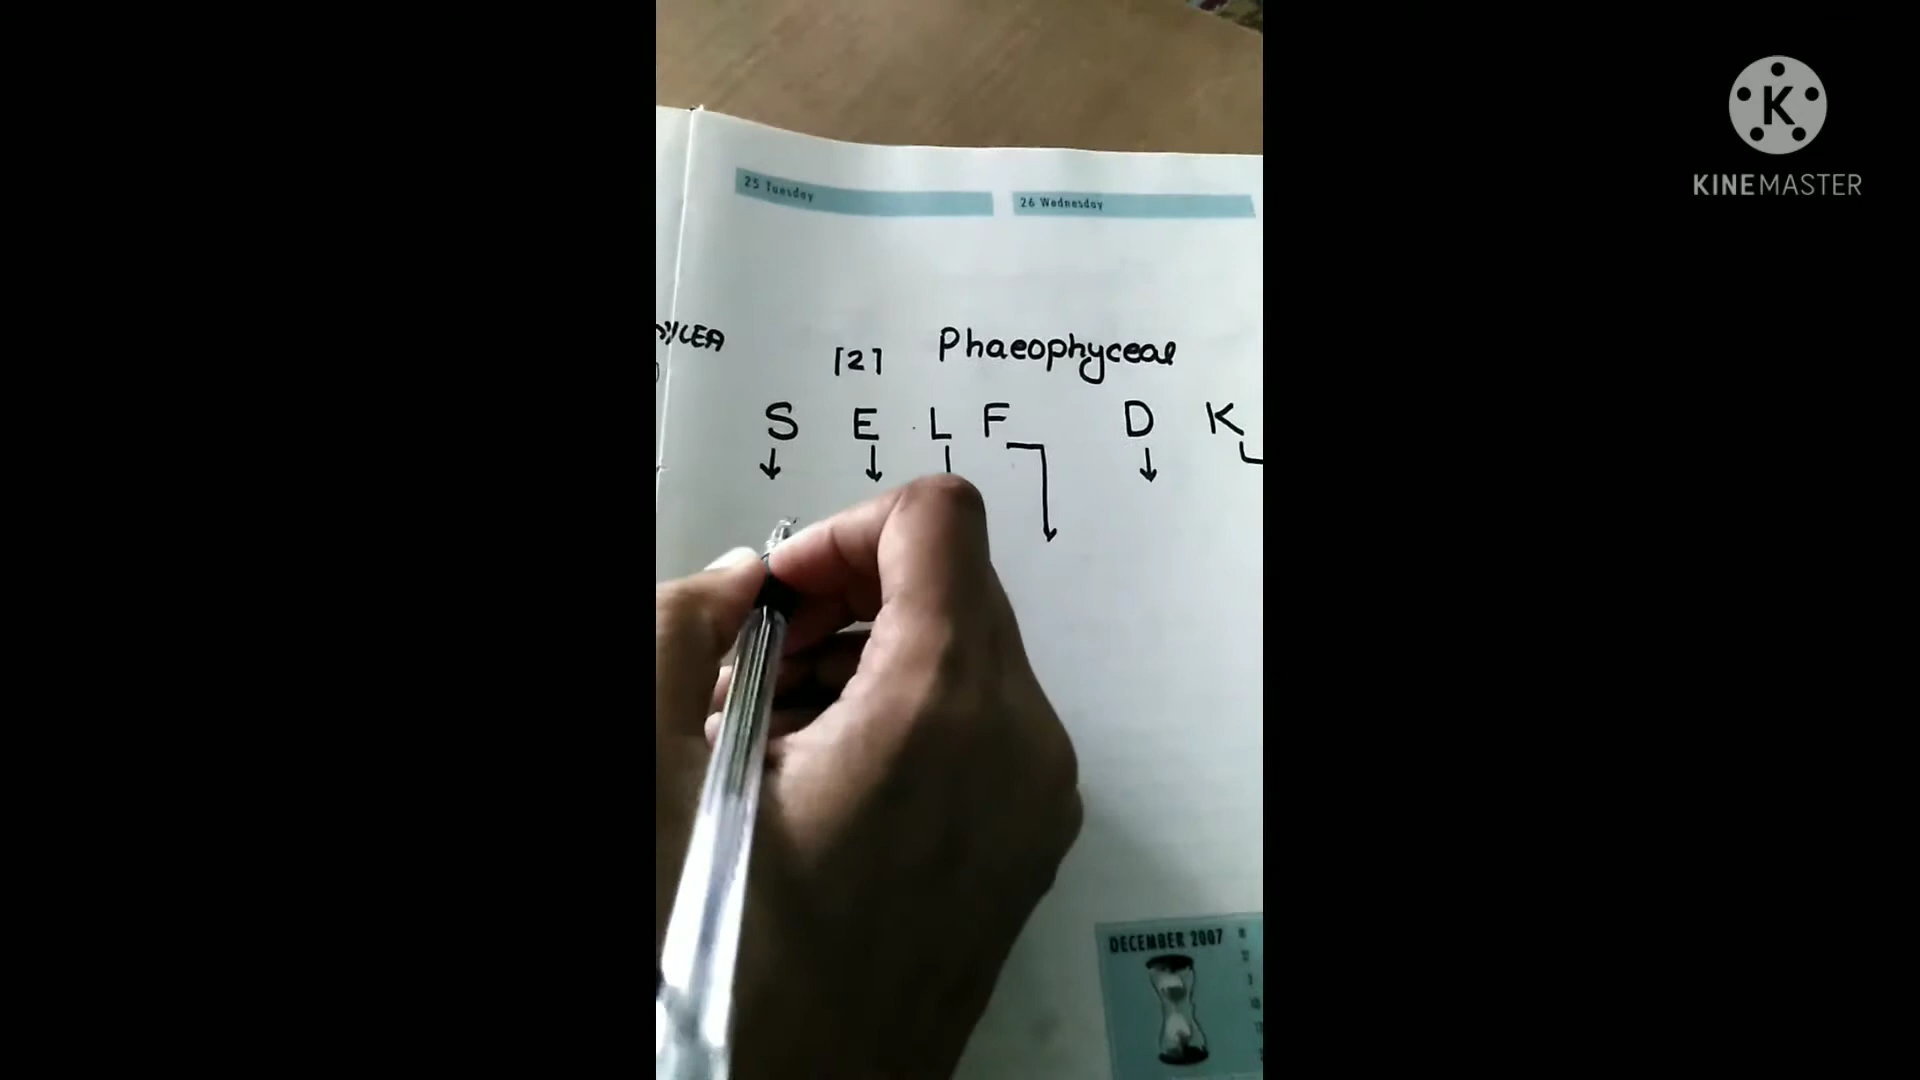 25 Tuesday
26 Wednesday
[2] Phaeophyceae
S E L F D K
DECEMBER 2007
K
KINEMASTER